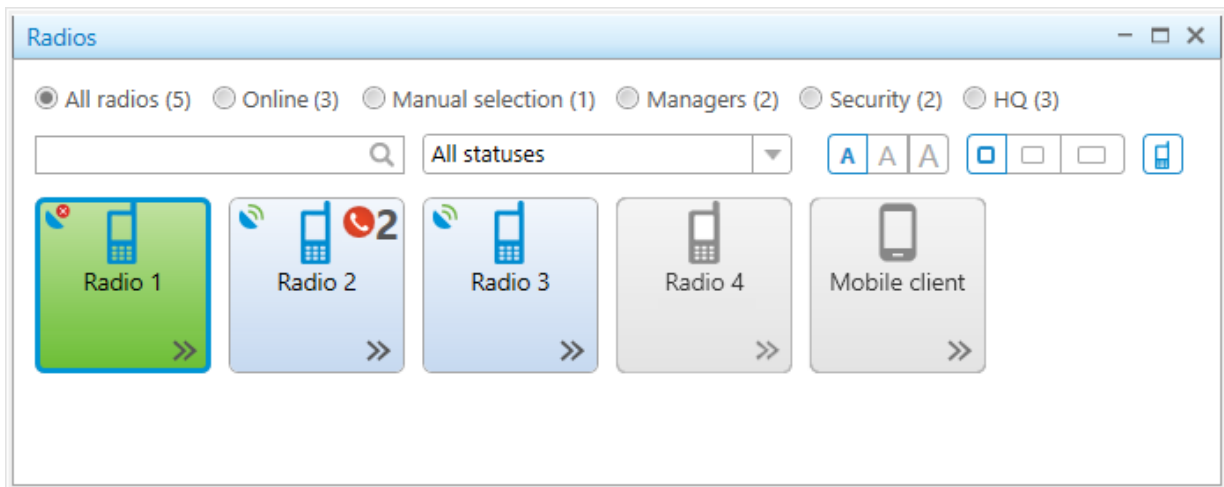 Radios
All radios (5) Online (3) Manual selection (1) Managers (2) Security (2) HQ (3)
All statuses A A A
2
Radio 1 Radio 2 Radio 3 Radio 4 Mobile client